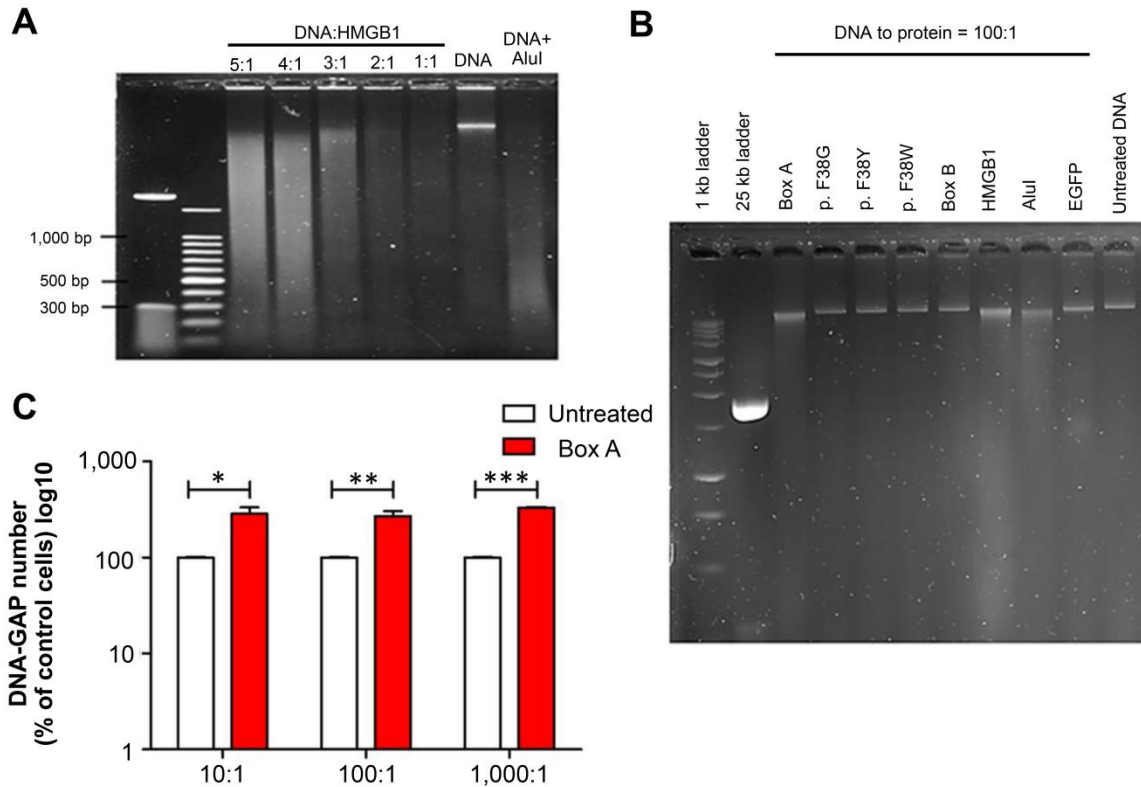 A
DNA:HMGB1
5:1 4:1 3:1 2:1 1:1 DNA DNA+ AluI
1,000 bp
500 bp
300 bp
B
DNA to protein = 100:1
1 kb ladder
25 kb ladder
Box A
p. F38G
p. F38Y
p. F38W
Box B
HMGB1
AluI
EGFP
Untreated DNA
C
Untreated
Box A
DNA-GAP number
(% of control cells) log10
1,000
100
10
1
* ** ***
10:1 100:1 1,000:1